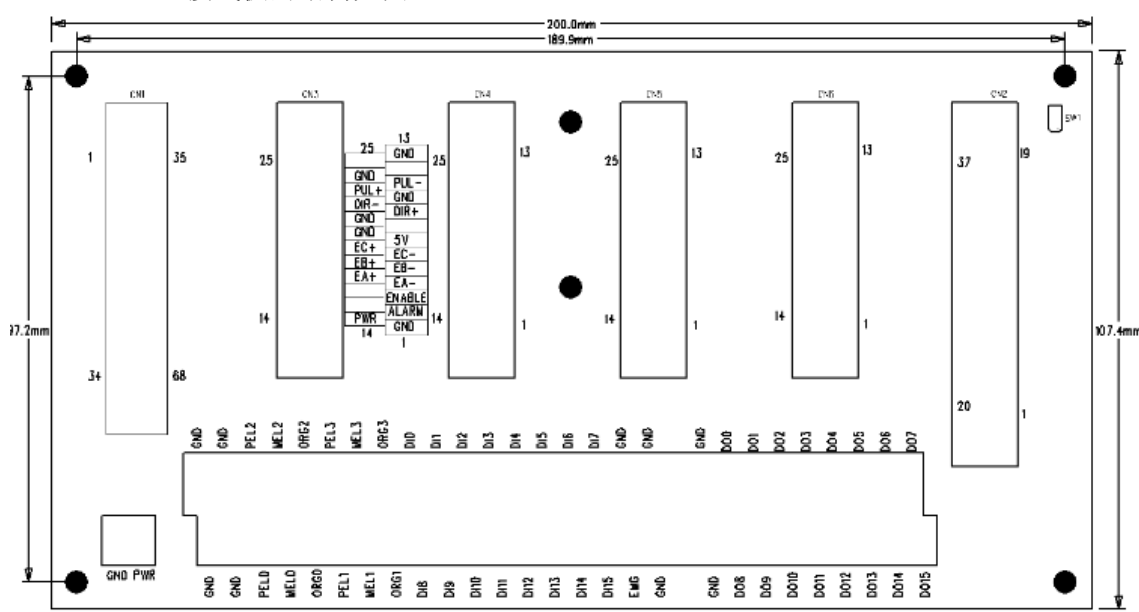 200.0mm
189.9mm
CN1
CN3
CN4
CN5
CN6
CN2
SW1
1
35
34
68
25
14
25
GND
PUL+
DIR-
GND
GND
EC+
EB+
EA+
PWR
14
13
GND
PUL-
GND
DIR+
5V
EC-
EB-
EA-
ENABLE
ALARM
GND
1
25
13
14
1
25
13
14
1
25
13
14
1
37
19
20
1
97.2mm
107.4mm
GND GND PEL2 MEL2 ORG2 PEL3 MEL3 ORG3 DI0 DI1 DI2 DI3 DI4 DI5 DI6 DI7 GND GND GND DO0 DO1 DO2 DO3 DO4 DO5 DO6 DO7
GND PWR
GND GND PEL0 MEL0 ORG0 PEL1 MEL1 ORG1 DI8 DI9 DI10 DI11 DI12 DI13 DI14 DI15 EMG GND GND DO8 DO9 DO10 DO11 DO12 DO13 DO14 DO15